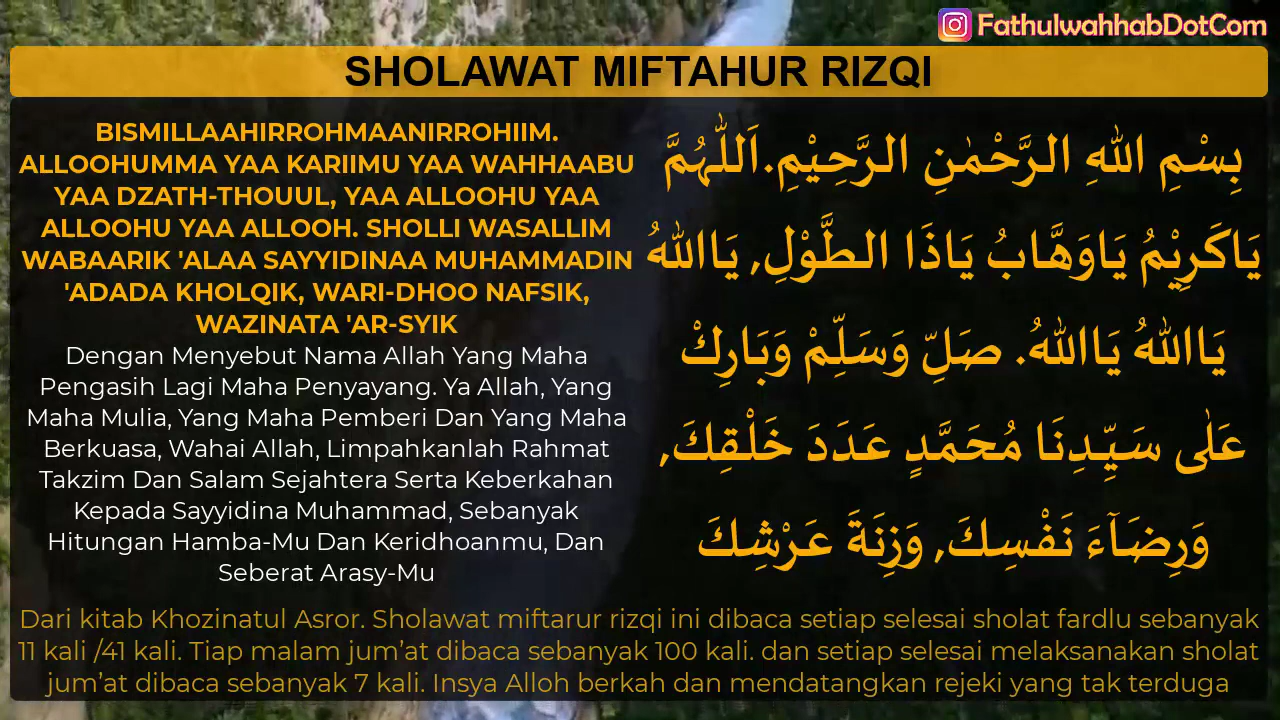 FathulwahhabDotCom
SHOLAWAT MIFTAHUR RIZQI
BISMILLAAHIRROHMAANIRROHIIM.
ALLOOHUMMA YAA KARIIMU YAA WAHHAABU
YAA DZATH-THOUUL, YAA ALLOOHU YAA
ALLOOHU YAA ALLOOH. SHOLLI WASALLIM
WABAARIK 'ALAA SAYYIDINAA MUHAMMADIN
'ADADA KHOLQIK, WARI-DHOO NAFSIK,
WAZINATA 'AR-SYIK
Dengan Menyebut Nama Allah Yang Maha
Pengasih Lagi Maha Penyayang. Ya Allah, Yang
Maha Mulia, Yang Maha Pemberi Dan Yang Maha
Berkuasa, Wahai Allah, Limpahkanlah Rahmat
Takzim Dan Salam Sejahtera Serta Keberkahan
Kepada Sayyidina Muhammad, Sebanyak
Hitungan Hamba-Mu Dan Keridhoanmu, Dan
Seberat Arasy-Mu
بِسْمِ اللهِ الرَّحْمٰنِ الرَّحِيْمِ.اَللّٰهُمَّ
يَاكَرِيْمُ يَاوَهَّابُ يَاذَا الطَّوْلِ, يَااللهُ
يَااللهُ يَااللهُ. صَلِّ وَسَلِّمْ وَبَارِكْ
عَلٰى سَيِّدِنَا مُحَمَّدٍ عَدَدَ خَلْقِكَ,
وَرِضَآءَ نَفْسِكَ, وَزِنَةَ عَرْشِكَ
Dari kitab Khozinatul Asror. Sholawat miftarur rizqi ini dibaca setiap selesai sholat fardlu sebanyak
11 kali /41 kali. Tiap malam jum’at dibaca sebanyak 100 kali. dan setiap selesai melaksanakan sholat
jum’at dibaca sebanyak 7 kali. Insya Alloh berkah dan mendatangkan rejeki yang tak terduga